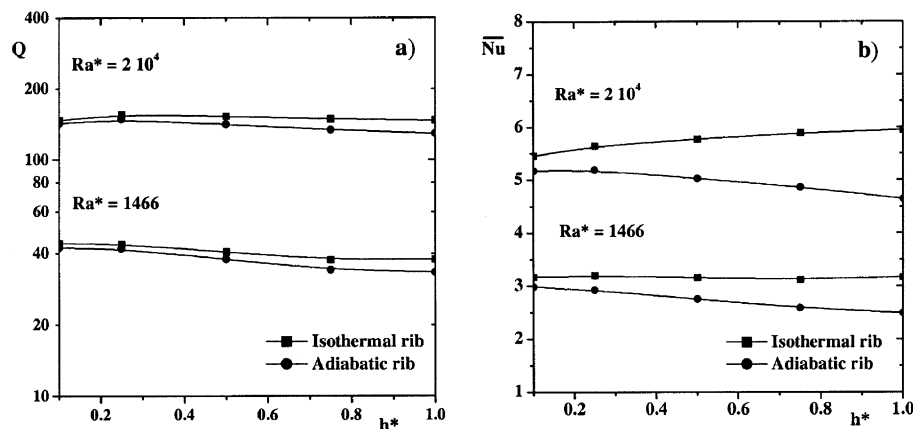 400
Q
a)
Ra* = 2 10⁴
200
100
80
60
Ra* = 1466
40
20
Isothermal rib
Adiabatic rib
10
0.2 0.4 0.6 0.8 1.0
h*
8
N̅u̅
b)
7
Ra* = 2 10⁴
6
5
4
Ra* = 1466
3
2
Isothermal rib
Adiabatic rib
1
0.2 0.4 0.6 0.8 1.0
h*